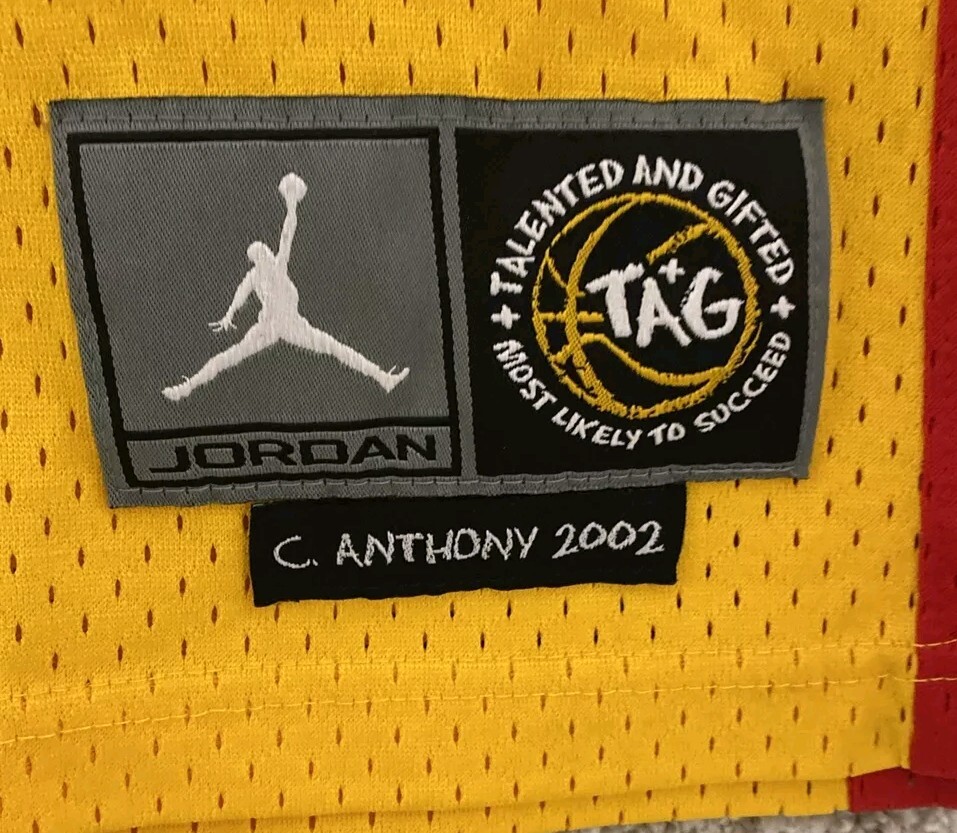 JORDAN
TALENTED AND GIFTED
TAG
MOST LIKELY TO SUCCEED
C. ANTHONY 2002